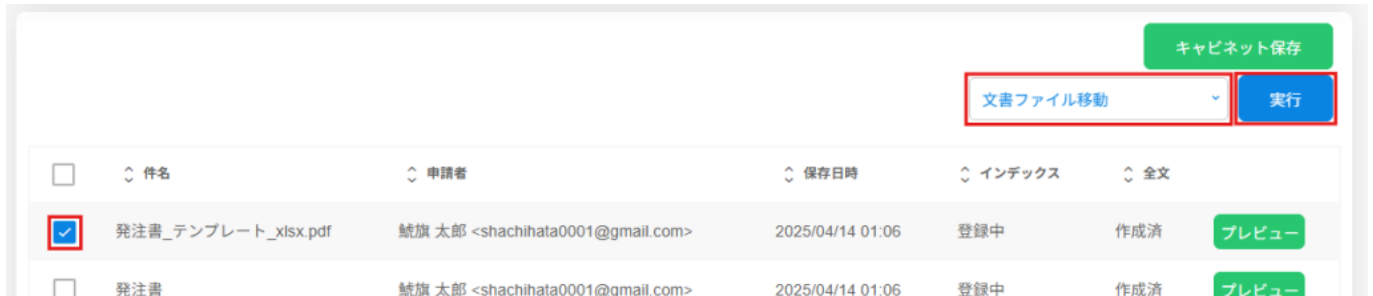 キャビネット保存
文書ファイル移動 実行
件名 申請者 保存日時 インデックス 全文
発注書_テンプレート_xlsx.pdf 鯱旗 太郎 <shachihata0001@gmail.com> 2025/04/14 01:06 登録中 作成済 プレビュー
発注書 鯱旗 太郎 <shachihata0001@gmail.com> 2025/04/14 01:06 登録中 作成済 プレビュー